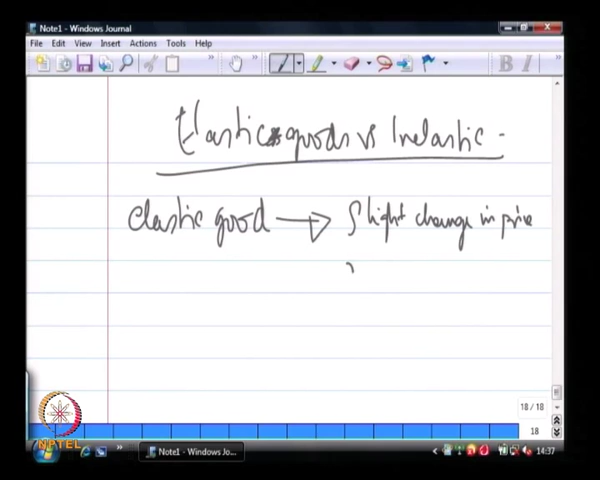 Note1 - Windows Journal
File Edit View Insert Actions Tools Help
B I
Elastic goods vs Inelastic -
elastic good → slight change in price
18 / 18
18
NPTEL
Note1 - Windows Jo...
14:37